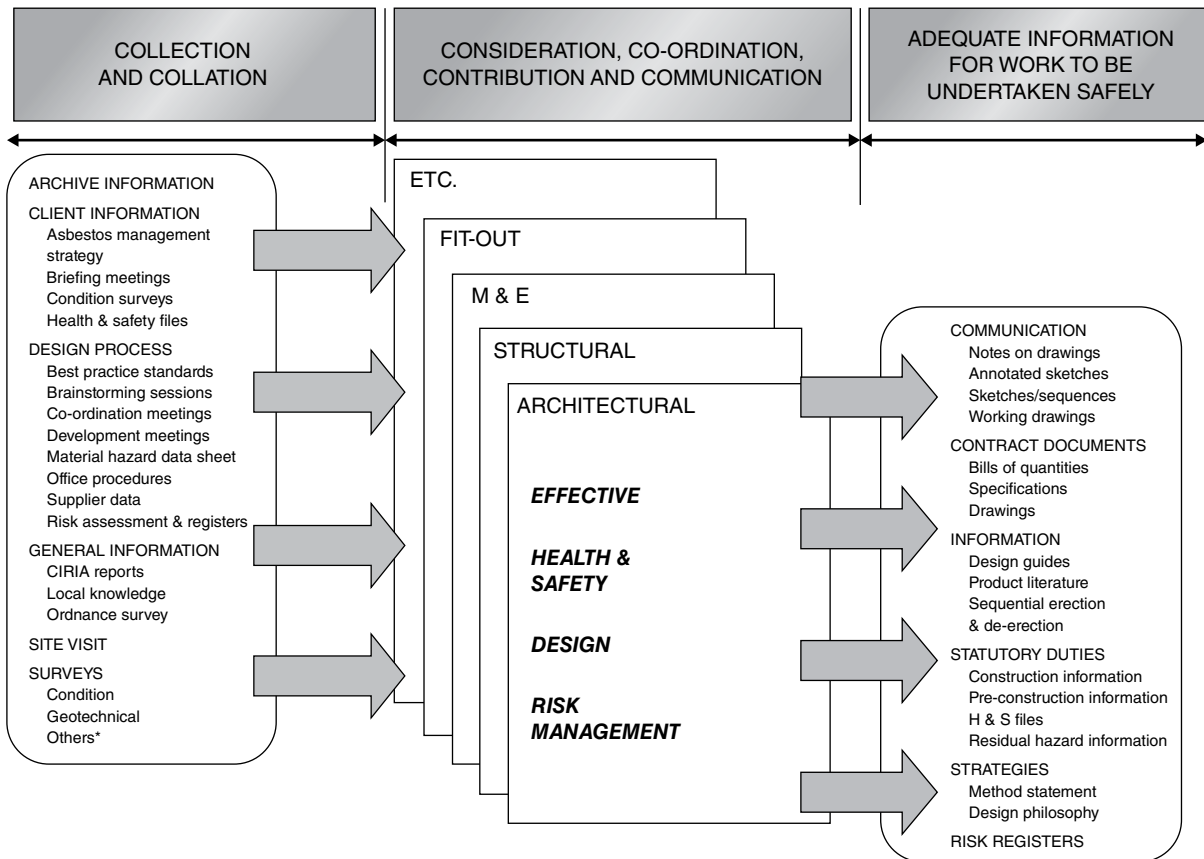 COLLECTION
AND COLLATION
CONSIDERATION, CO-ORDINATION,
CONTRIBUTION AND COMMUNICATION
ADEQUATE INFORMATION
FOR WORK TO BE
UNDERTAKEN SAFELY
ARCHIVE INFORMATION
CLIENT INFORMATION
Asbestos management
strategy
Briefing meetings
Condition surveys
Health & safety files
DESIGN PROCESS
Best practice standards
Brainstorming sessions
Co-ordination meetings
Development meetings
Material hazard data sheet
Office procedures
Supplier data
Risk assessment & registers
GENERAL INFORMATION
CIRIA reports
Local knowledge
Ordnance survey
SITE VISIT
SURVEYS
Condition
Geotechnical
Others*
ETC.
FIT-OUT
M & E
STRUCTURAL
ARCHITECTURAL
EFFECTIVE
HEALTH &
SAFETY
DESIGN
RISK
MANAGEMENT
COMMUNICATION
Notes on drawings
Annotated sketches
Sketches/sequences
Working drawings
CONTRACT DOCUMENTS
Bills of quantities
Specifications
Drawings
INFORMATION
Design guides
Product literature
Sequential erection
& de-erection
STATUTORY DUTIES
Construction information
Pre-construction information
H & S files
Residual hazard information
STRATEGIES
Method statement
Design philosophy
RISK REGISTERS